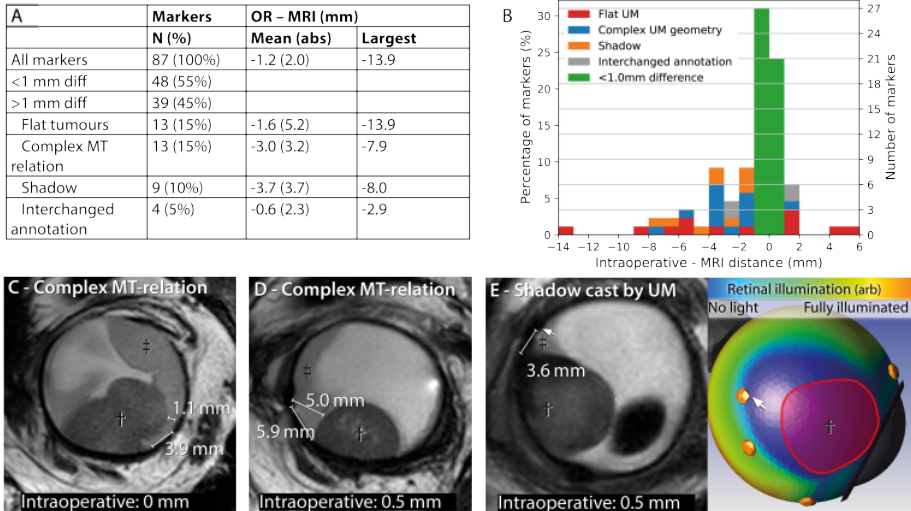 A
Markers
OR – MRI (mm)
N (%)
Mean (abs)
Largest
All markers
87 (100%)
-1.2 (2.0)
-13.9
<1 mm diff
48 (55%)
>1 mm diff
39 (45%)
Flat tumours
13 (15%)
-1.6 (5.2)
-13.9
Complex MT
relation
13 (15%)
-3.0 (3.2)
-7.9
Shadow
9 (10%)
-3.7 (3.7)
-8.0
Interchanged
annotation
4 (5%)
-0.6 (2.3)
-2.9
B
Flat UM
Complex UM geometry
Shadow
Interchanged annotation
<1.0mm difference
Percentage of markers (%)
30
25
20
15
10
5
0
Number of markers
27
24
21
18
15
12
9
6
3
0
−14
−12
−10
−8
−6
−4
−2
0
2
4
6
Intraoperative - MRI distance (mm)
C - Complex MT-relation
‡
†
1.1 mm
3.9 mm
Intraoperative: 0 mm
D - Complex MT-relation
‡
5.0 mm
5.9 mm
†
Intraoperative: 0.5 mm
E - Shadow cast by UM
‡
3.6 mm
†
Intraoperative: 0.5 mm
Retinal illumination (arb)
No light
Fully illuminated
†